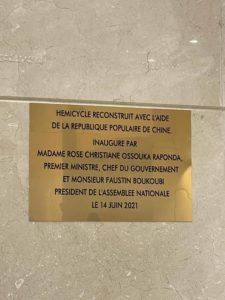 HEMICYCLE RECONSTRUIT AVEC L'AIDE
DE LA REPUBLIQUE POPULAIRE DE CHINE.
INAUGURE PAR
MADAME ROSE CHRISTIANE OSSOUKA RAPONDA,
PREMIER MINISTRE, CHEF DU GOUVERNEMENT
ET MONSIEUR FAUSTIN BOUKOUBI
PRESIDENT DE L'ASSEMBLEE NATIONALE
LE 14 JUIN 2021